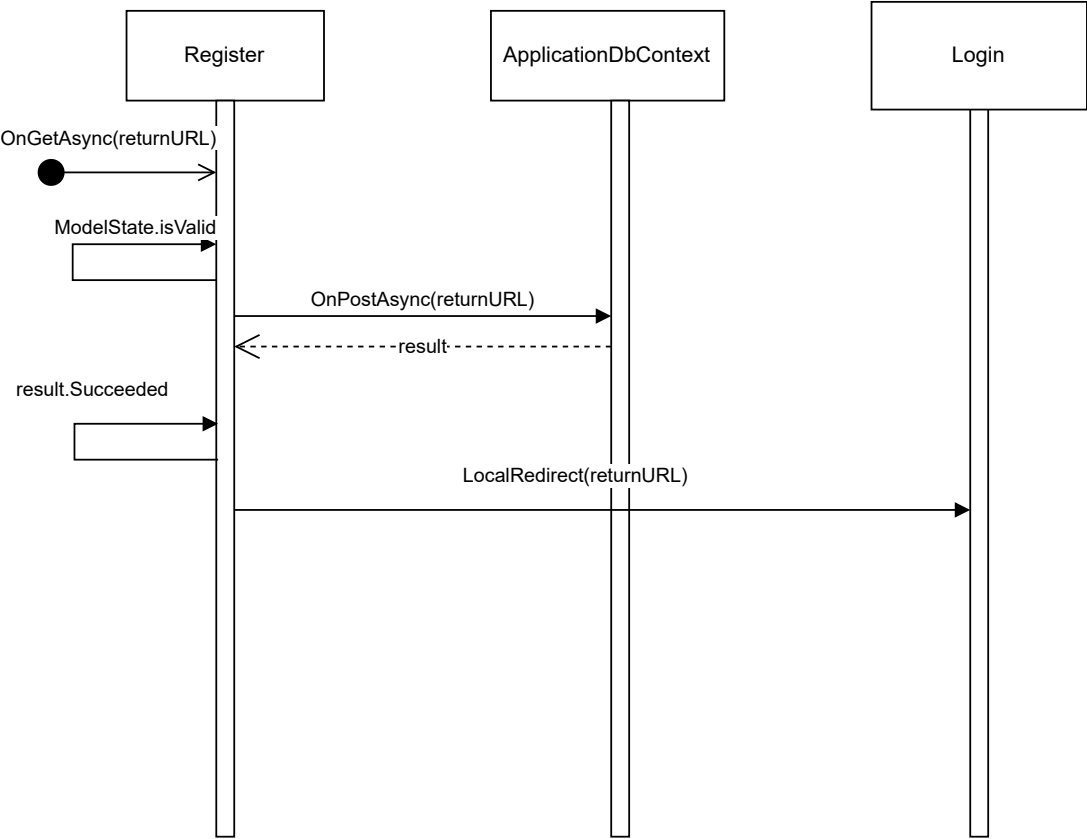 Register
ApplicationDbContext
Login
OnGetAsync(returnURL)
ModelState.isValid
OnPostAsync(returnURL)
result
result.Succeeded
LocalRedirect(returnURL)